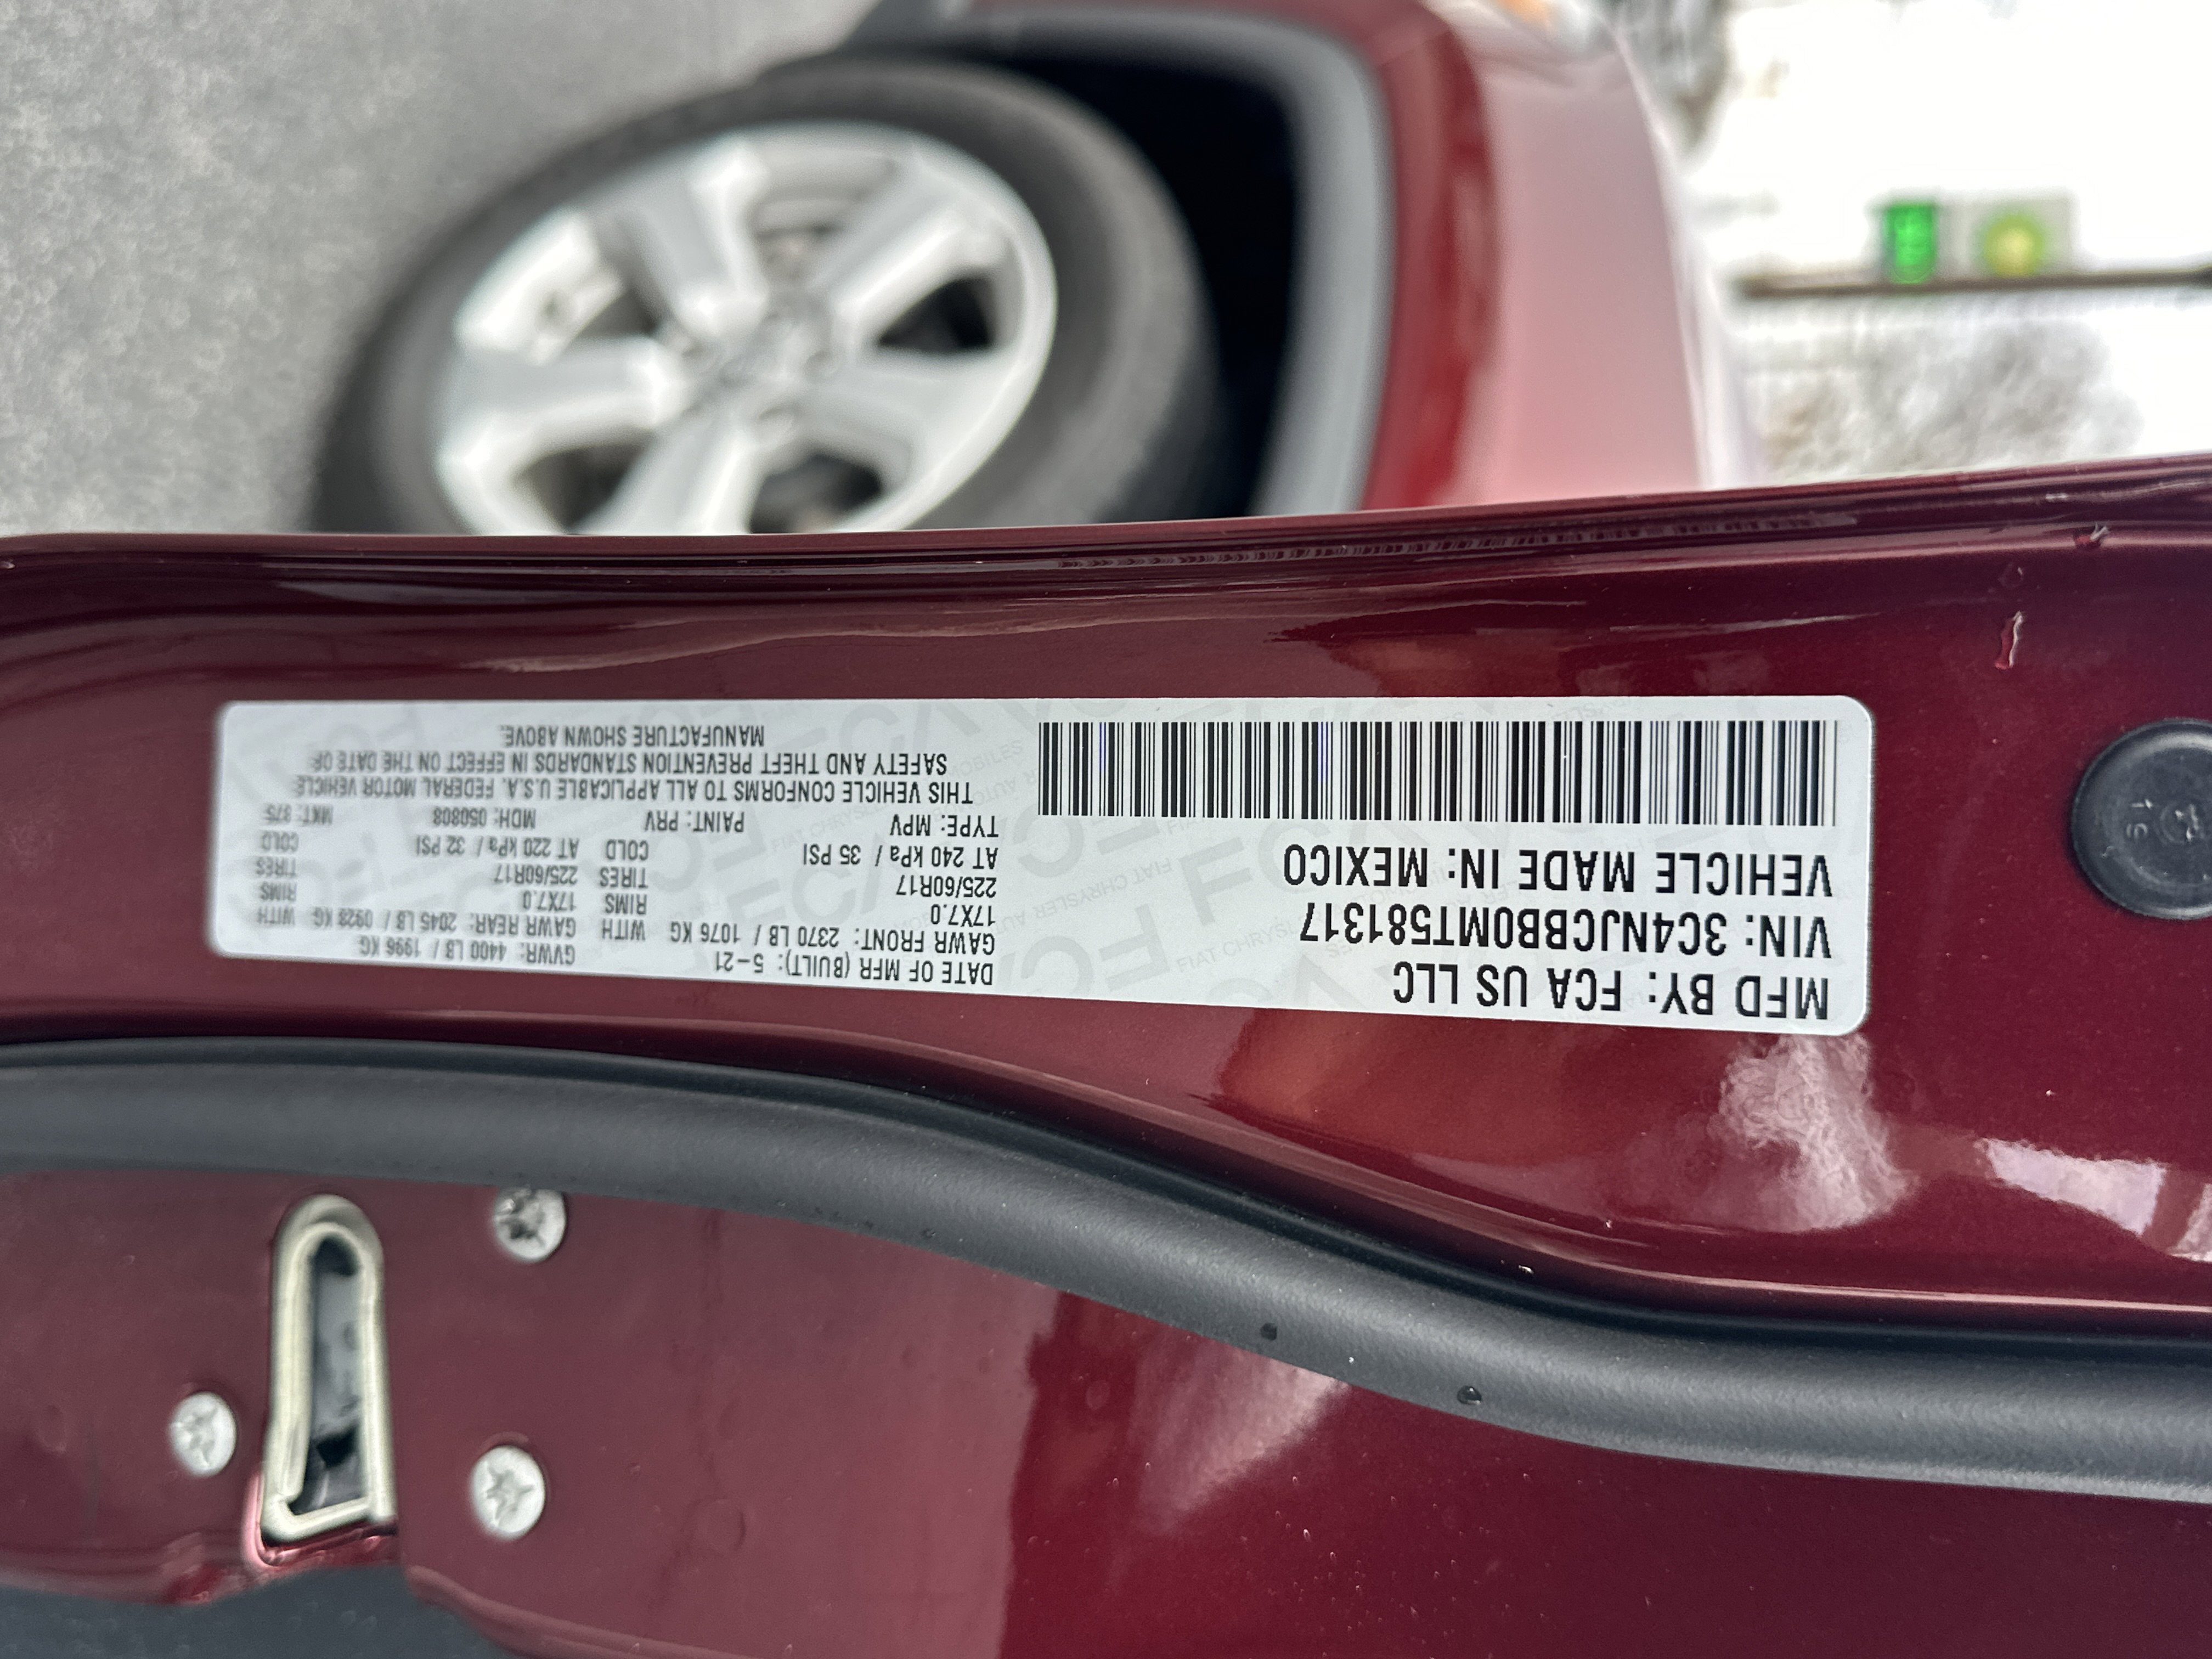 MFD BY: FCA US LLC
VIN: 3C4NJCBB0MT581317
VEHICLE MADE IN: MEXICO
DATE OF MFR (BUILT): 5-21 GVWR: 4400 LB / 1996 KG
GAWR FRONT: 2370 LB / 1076 KG WITH GAWR REAR: 2045 LB / 0928 KG WITH
17X7.0 RIMS 17X7.0 RIMS
225/60R17 TIRES 225/60R17 TIRES
AT 240 kPa / 35 PSI COLD AT 220 kPa / 32 PSI COLD
TYPE: MPV PAINT: PRV MDH: 050808 MKT: 875
THIS VEHICLE CONFORMS TO ALL APPLICABLE U.S.A. FEDERAL MOTOR VEHICLE
SAFETY AND THEFT PREVENTION STANDARDS IN EFFECT ON THE DATE OF
MANUFACTURE SHOWN ABOVE.